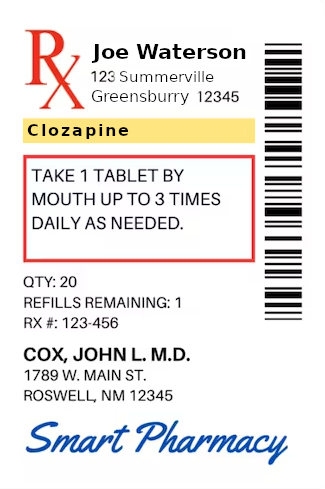 Rx
Joe Waterson
123 Summerville
Greensburry 12345
Clozapine
TAKE 1 TABLET BY
MOUTH UP TO 3 TIMES
DAILY AS NEEDED.
QTY: 20
REFILLS REMAINING: 1
RX #: 123-456
COX, JOHN L. M.D.
1789 W. MAIN ST.
ROSWELL, NM 12345
Smart Pharmacy